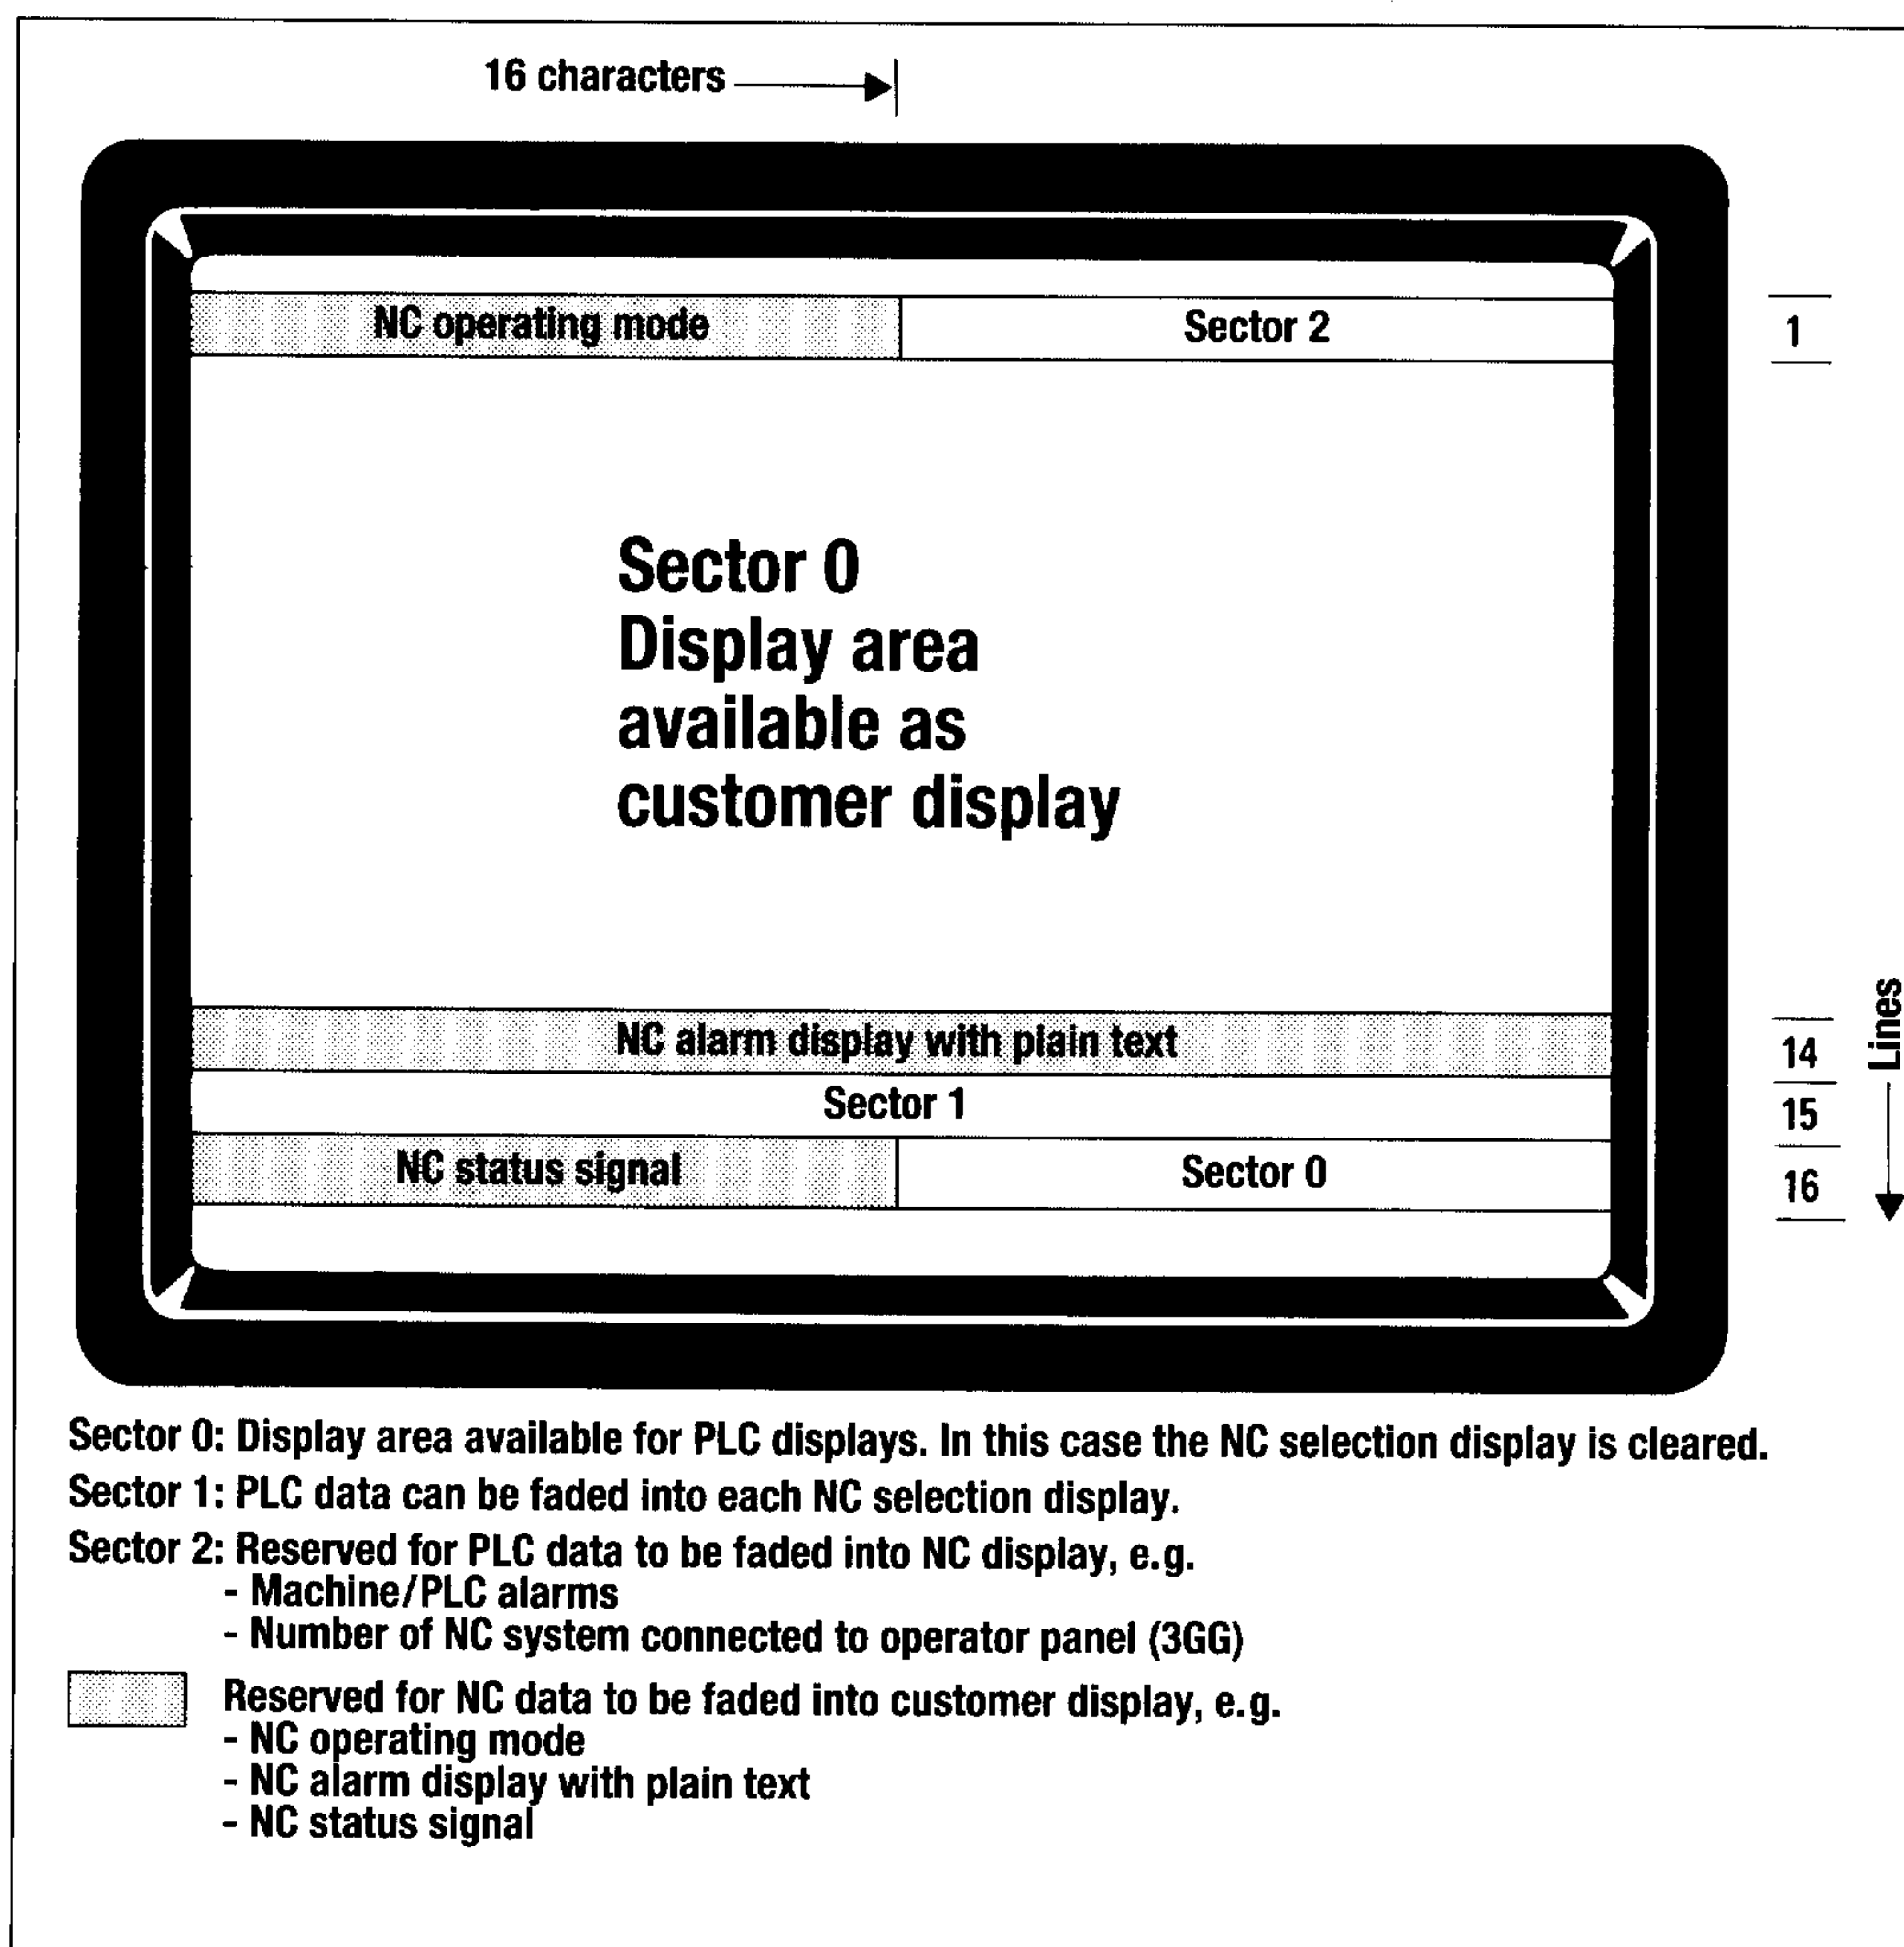 16 characters
NC operating mode
Sector 2
1
Sector 0
Display area
available as
customer display
NC alarm display with plain text
14
Lines
Sector 1
15
NC status signal
Sector 0
16
Sector 0: Display area available for PLC displays. In this case the NC selection display is cleared.
Sector 1: PLC data can be faded into each NC selection display.
Sector 2: Reserved for PLC data to be faded into NC display, e.g.
- Machine/PLC alarms
- Number of NC system connected to operator panel (3GG)
Reserved for NC data to be faded into customer display, e.g.
- NC operating mode
- NC alarm display with plain text
- NC status signal